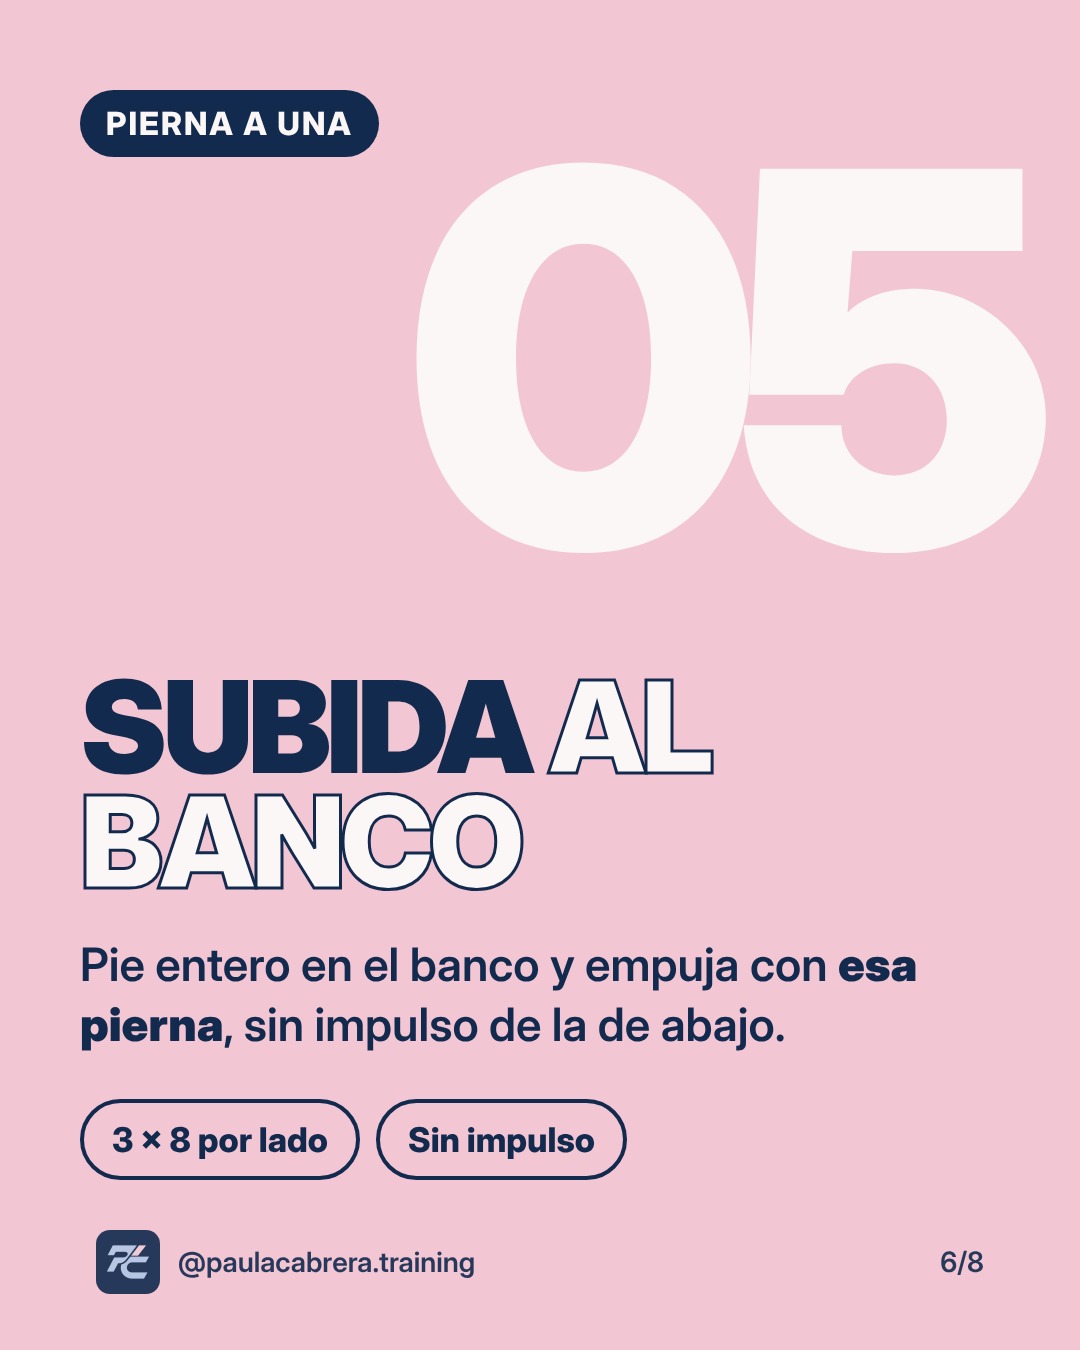 PIERNA A UNA
05
SUBIDA AL
BANCO
Pie entero en el banco y empuja con esa
pierna, sin impulso de la de abajo.
3 × 8 por lado
Sin impulso
PC
@paulacabrera.training
6/8